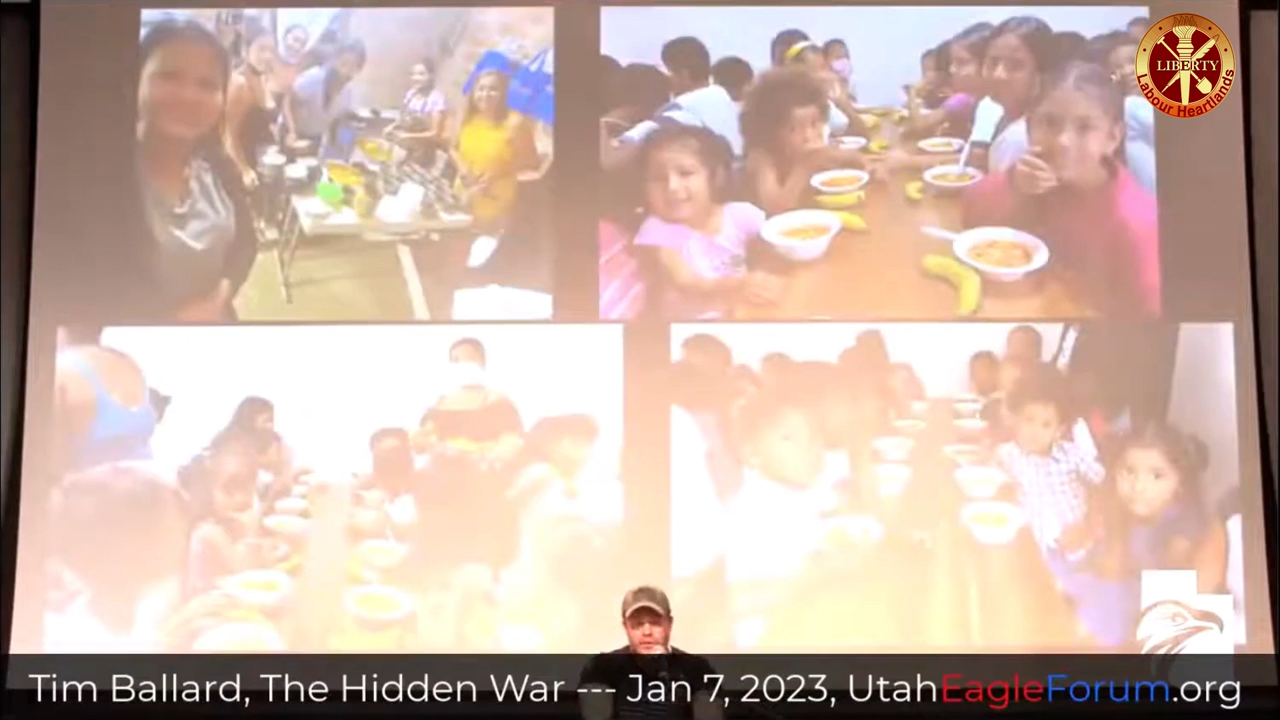 LIBERTY
Labour Heartlands
Tim Ballard, The Hidden War --- Jan 7, 2023, UtahEagleForum.org